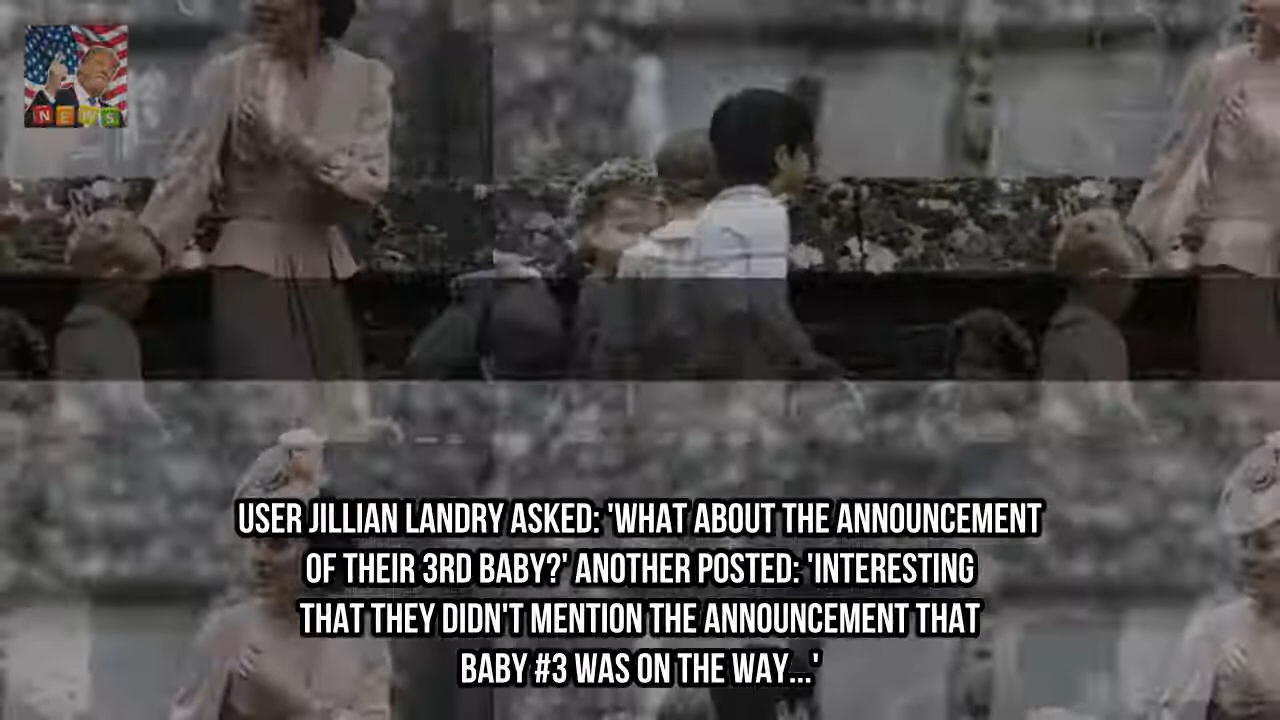 NEWS
USER JILLIAN LANDRY ASKED: 'WHAT ABOUT THE ANNOUNCEMENT
OF THEIR 3RD BABY?' ANOTHER POSTED: 'INTERESTING
THAT THEY DIDN'T MENTION THE ANNOUNCEMENT THAT
BABY #3 WAS ON THE WAY...'